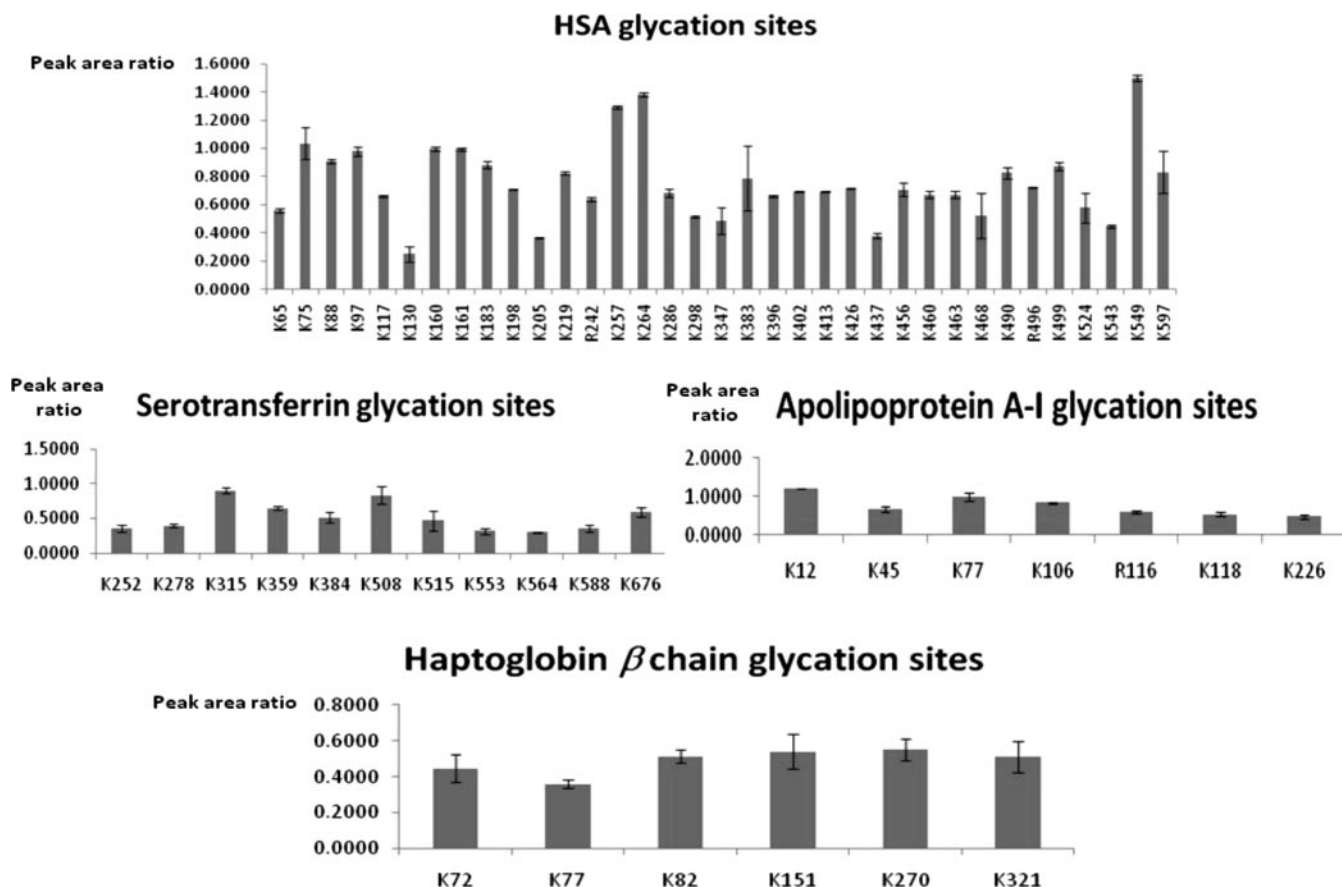 HSA glycation sites
Peak area ratio
1.6000
1.4000
1.2000
1.0000
0.8000
0.6000
0.4000
0.2000
0.0000
K65 K75 K88 K97 K117 K130 K160 K161 K183 K198 K205 K219 R242 K257 K264 K286 K298 K347 K383 K396 K402 K413 K426 K437 K456 K460 K463 K468 K490 R496 K499 K524 K543 K549 K597
Peak area
ratio
Serotransferrin glycation sites
1.5000
1.0000
0.5000
0.0000
K252 K278 K315 K359 K384 K508 K515 K553 K564 K588 K676
Peak area
ratio
Apolipoprotein A-I glycation sites
2.0000
1.0000
0.0000
K12 K45 K77 K106 R116 K118 K226
Haptoglobin β chain glycation sites
Peak area ratio
0.8000
0.6000
0.4000
0.2000
0.0000
K72 K77 K82 K151 K270 K321